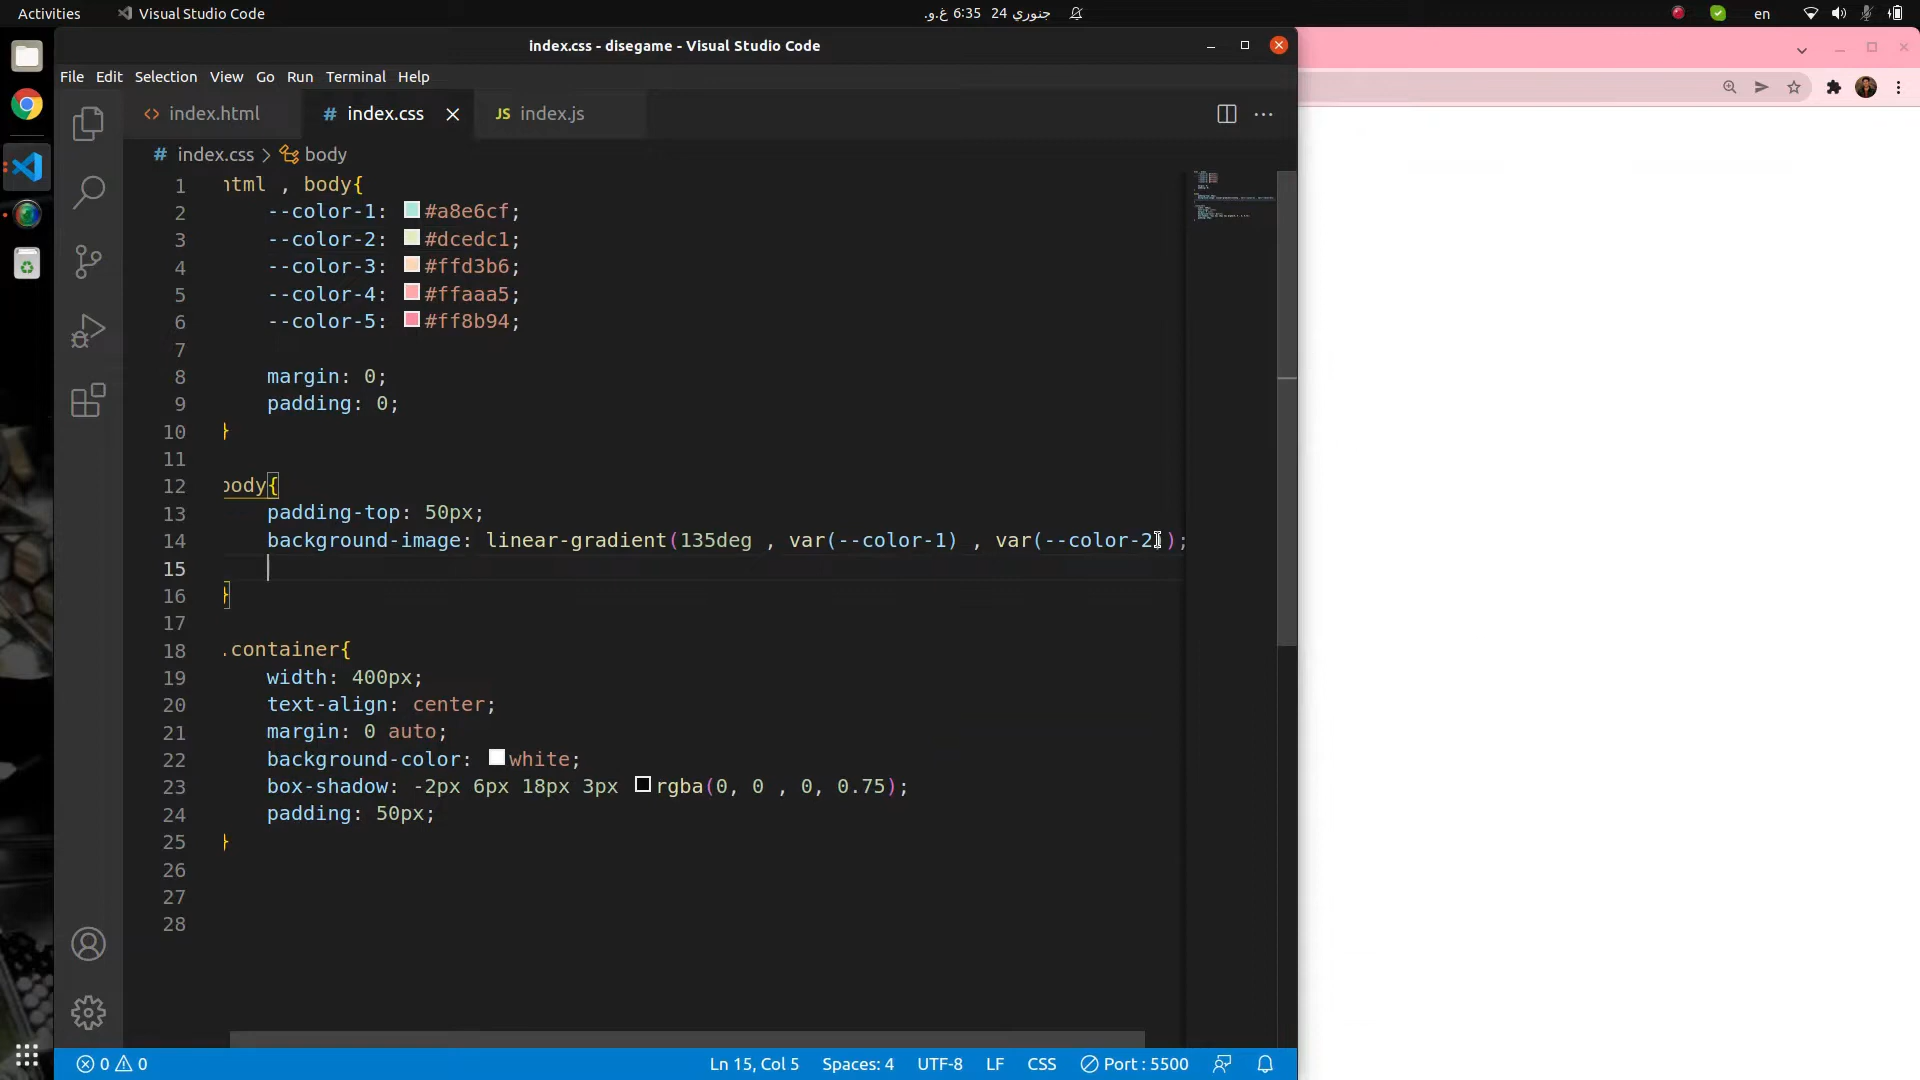 Activities Visual Studio Code جنوري 24 6:35 غ.و. en
index.css - disegame - Visual Studio Code
File Edit Selection View Go Run Terminal Help
<> index.html # index.css JS index.js
# index.css > body
1 html , body{
2 --color-1: #a8e6cf;
3 --color-2: #dcedc1;
4 --color-3: #ffd3b6;
5 --color-4: #ffaaa5;
6 --color-5: #ff8b94;
7
8 margin: 0;
9 padding: 0;
10 }
11
12 body{
13 padding-top: 50px;
14 background-image: linear-gradient(135deg , var(--color-1) , var(--color-2));
15
16 }
17
18 .container{
19 width: 400px;
20 text-align: center;
21 margin: 0 auto;
22 background-color: white;
23 box-shadow: -2px 6px 18px 3px rgba(0, 0 , 0, 0.75);
24 padding: 50px;
25 }
26
27
28
0 0 Ln 15, Col 5 Spaces: 4 UTF-8 LF CSS Port : 5500